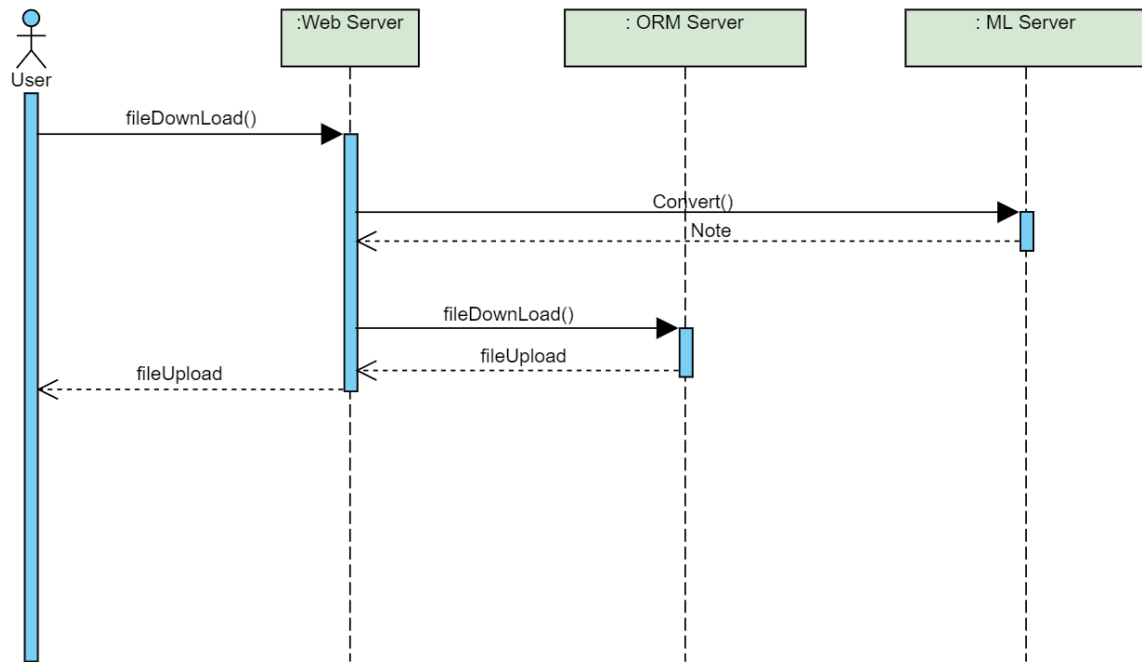 :Web Server
: ORM Server
: ML Server
User
fileDownLoad()
Convert()
Note
fileDownLoad()
fileUpload
fileUpload